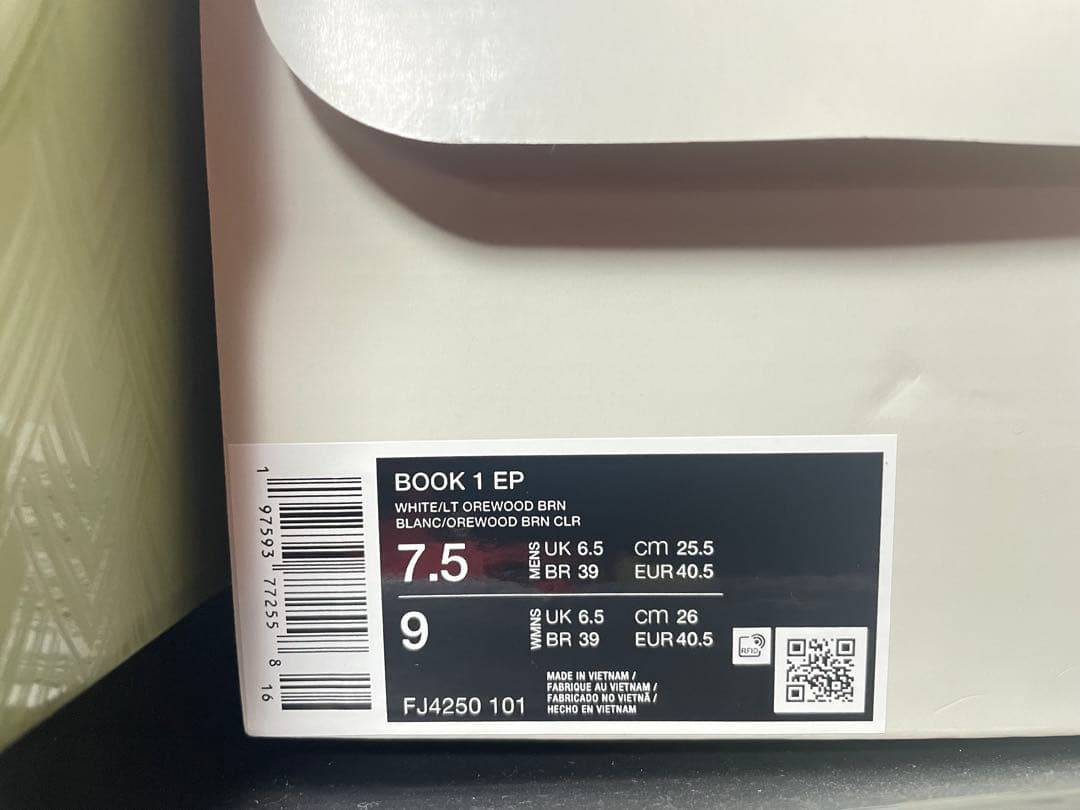 BOOK 1 EP
WHITE/LT OREWOOD BRN
BLANC/OREWOOD BRN CLR
7.5 MENS UK 6.5 cm 25.5
BR 39 EUR 40.5
9 WMNS UK 6.5 cm 26
BR 39 EUR 40.5
RFID
FJ4250 101
MADE IN VIETNAM /
FABRIQUE AU VIETNAM /
FABRICADO NO VIETNÃ /
HECHO EN VIETNAM
1 97593 77255 8 16